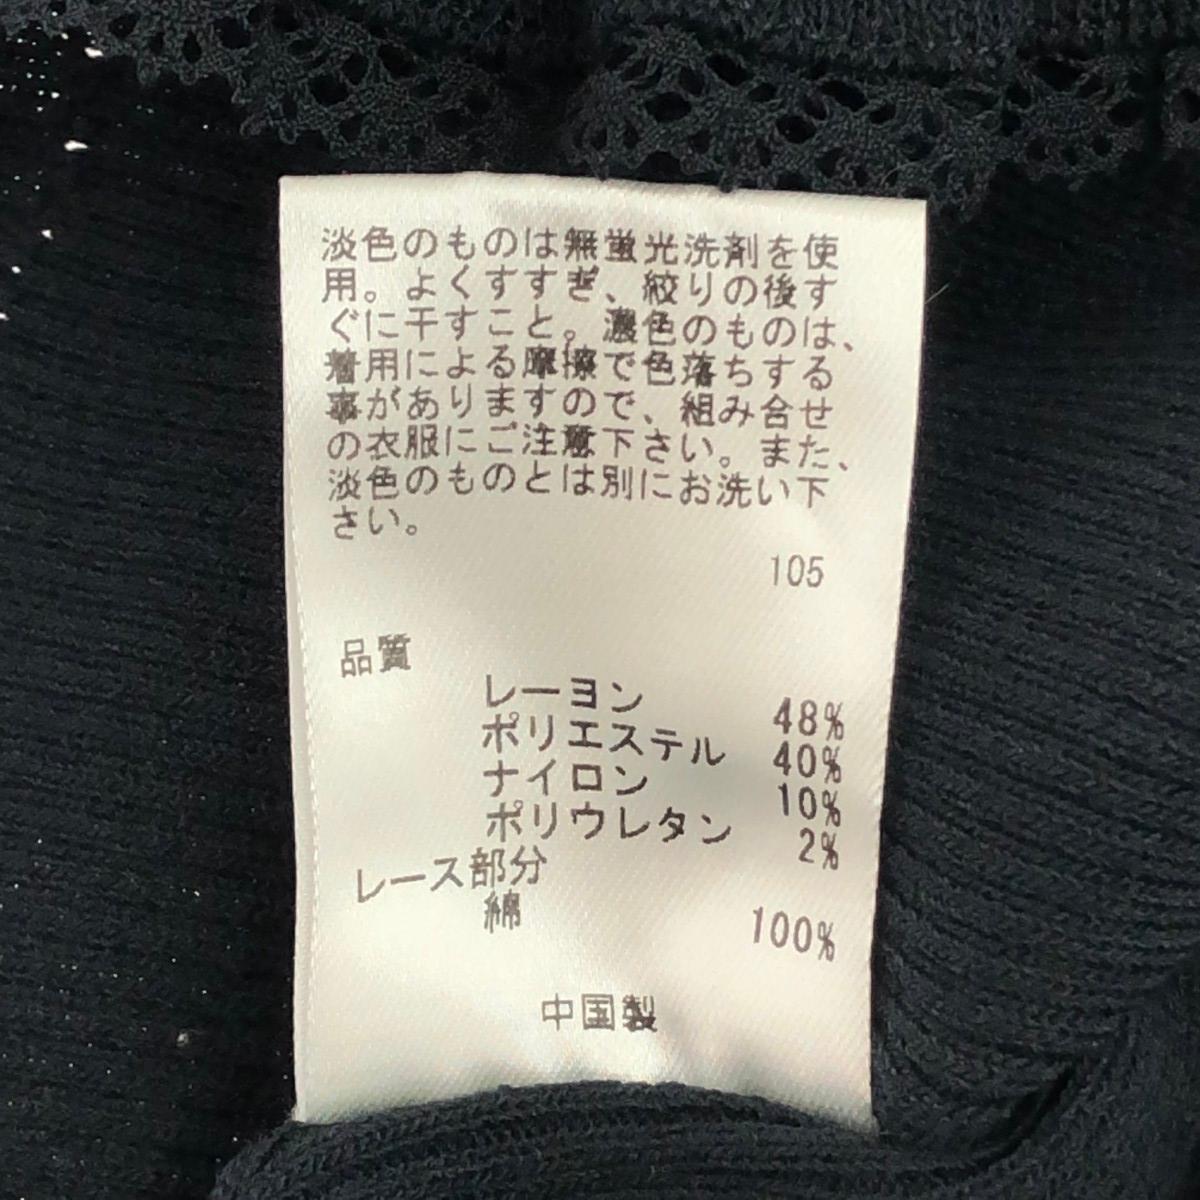 淡色のものは無蛍光洗剤を使
用。よくすすぎ、絞りの後す
ぐに干すこと。濃色のものは、
着用による摩擦で色落ちする
事がありますので、組み合せ
の衣服にご注意下さい。また、
淡色のものとは別にお洗い下
さい。
105
品質
レーヨン 48%
ポリエステル 40%
ナイロン 10%
ポリウレタン 2%
レース部分
綿 100%
中国製